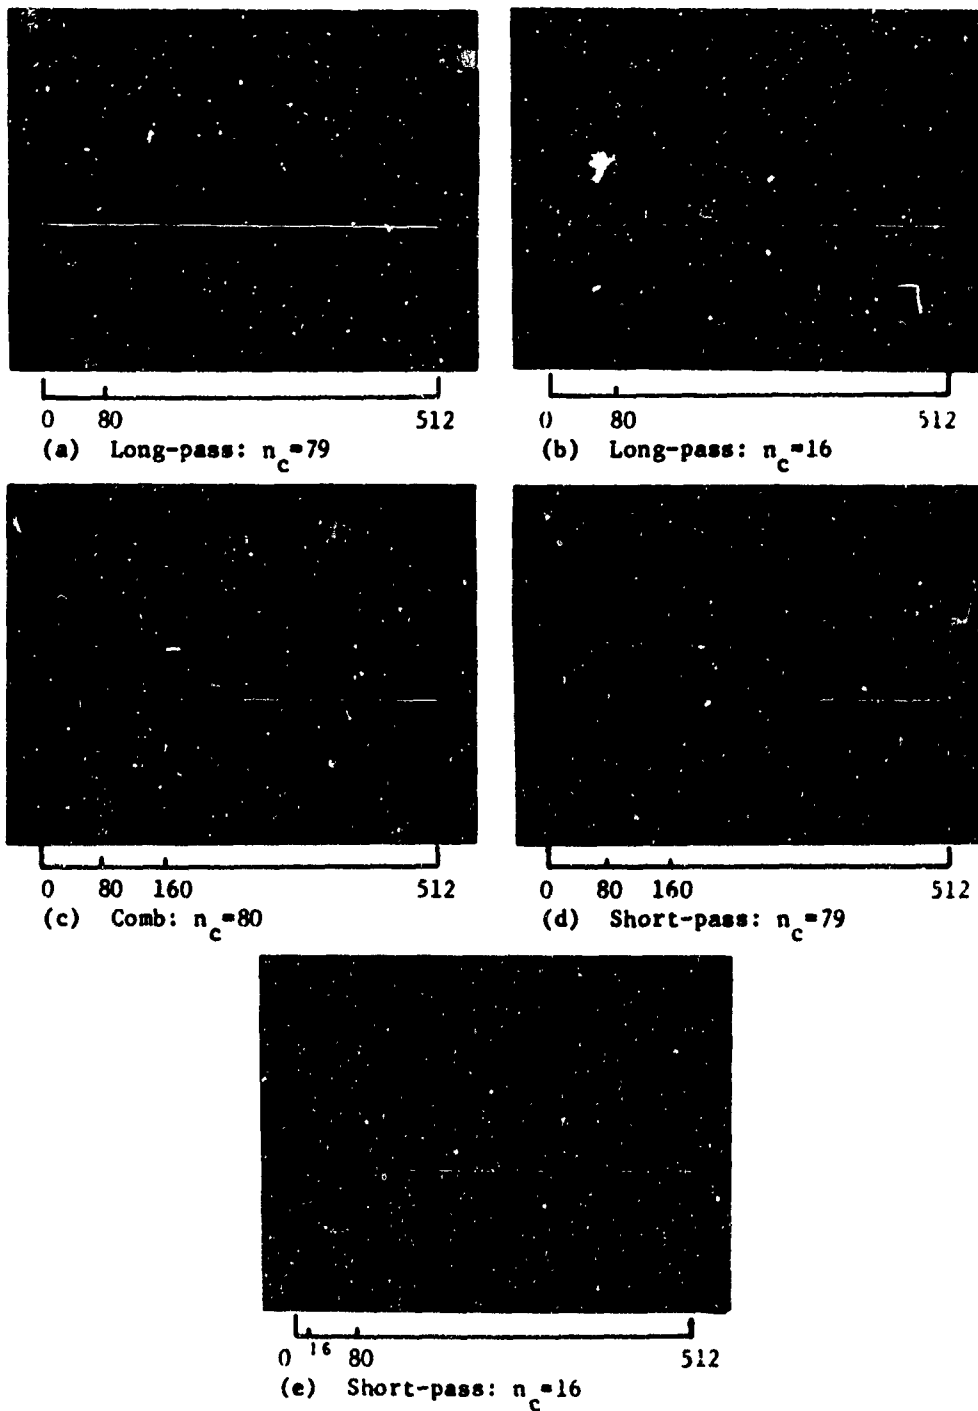 0 80 512
0 80 512
(a) Long-pass: n_c=79
(b) Long-pass: n_c=16
0 80 160 512
0 80 160 512
(c) Comb: n_c=80
(d) Short-pass: n_c=79
0 16 80 512
(e) Short-pass: n_c=16